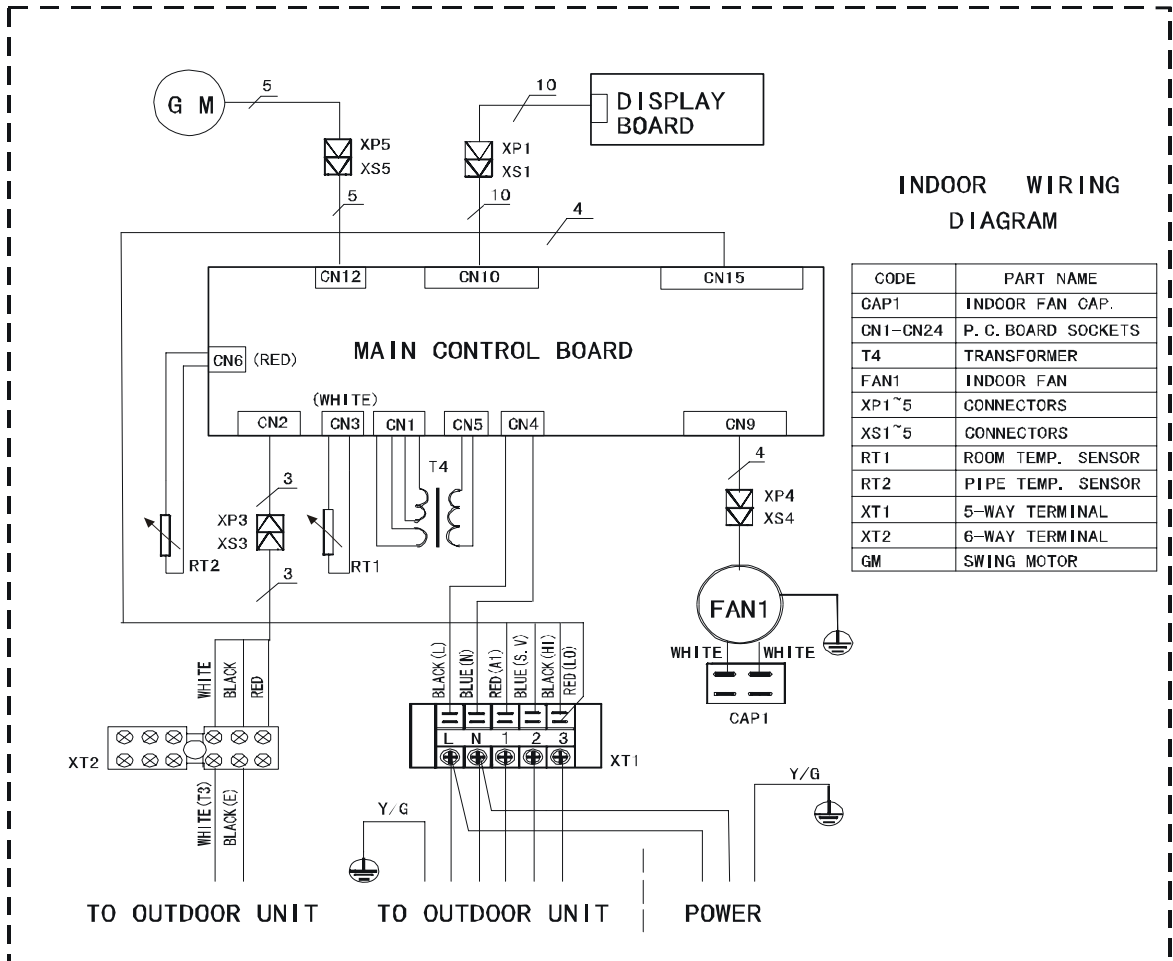 5
10
G M
DISPLAY
BOARD
XP5
XS5
XP1
XS1
5
10
4
INDOOR WIRING
DIAGRAM
CN12
CN10
CN15
MAIN CONTROL BOARD
CN6 (RED)
(WHITE)
CN2
CN3
CN1
CN5
CN4
CN9
CODE PART NAME
CAP1 INDOOR FAN CAP.
CN1-CN24 P.C.BOARD SOCKETS
T4 TRANSFORMER
FAN1 INDOOR FAN
XP1~5 CONNECTORS
XS1~5 CONNECTORS
RT1 ROOM TEMP. SENSOR
RT2 PIPE TEMP. SENSOR
XT1 5-WAY TERMINAL
XT2 6-WAY TERMINAL
GM SWING MOTOR
T4
4
3
XP3
XS3
XP4
XS4
RT2
RT1
3
FAN1
WHITE
BLACK
RED
BLACK(L)
BLUE(N)
RED(A1)
BLUE(S.V)
BLACK(HI)
RED(LO)
WHITE
WHITE
CAP1
L N 1 2 3
XT2
XT1
WHITE(T3)
BLACK(E)
Y/G
Y/G
TO OUTDOOR UNIT
TO OUTDOOR UNIT
POWER